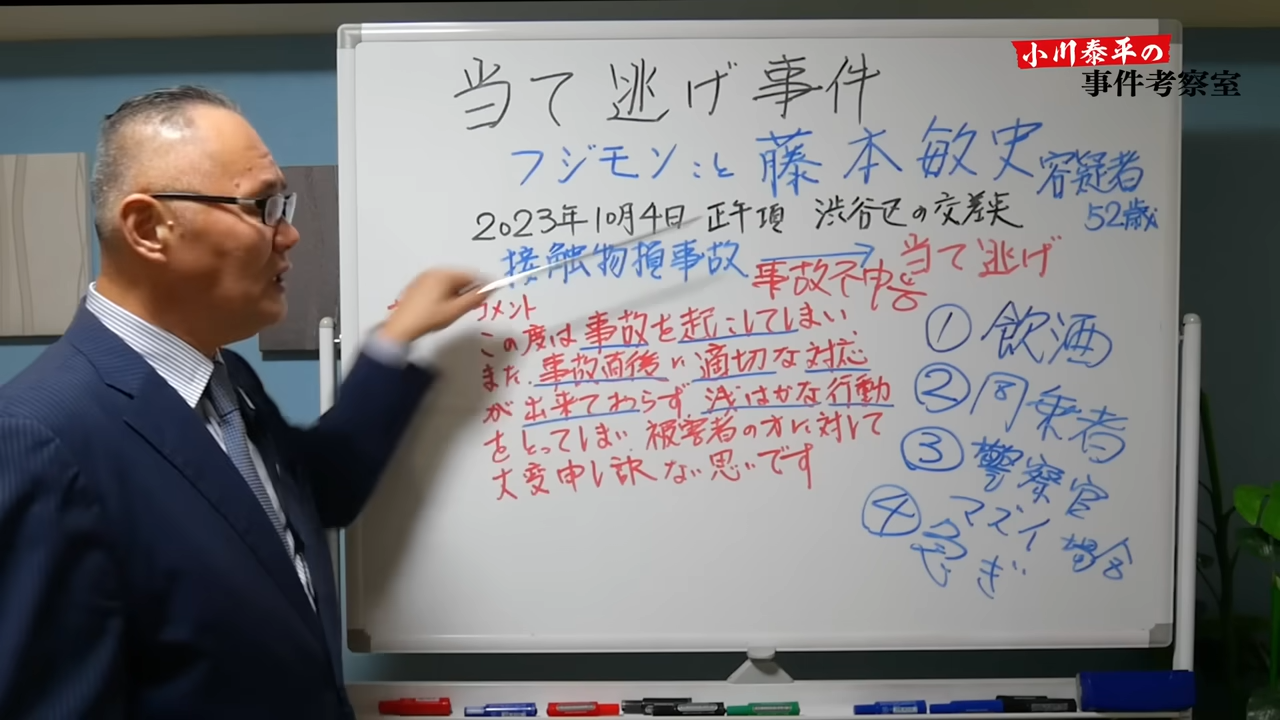 小川泰平の
事件考察室
当て逃げ事件
フジモンこと藤本敏史容疑者
52歳
2023年10月4日 正午頃 渋谷区の交差点
接触物損事故 → 当て逃げ
事故不申告
コメント
この度は事故を起こしてしまい
また、事故直後に適切な対応
が出来ておらず浅はかな行動
をとってしまい被害者の方に対して
大変申し訳ない思いです
① 飲酒
② 同乗者
③ 警察官
マズイ場合
④ 急ぎ